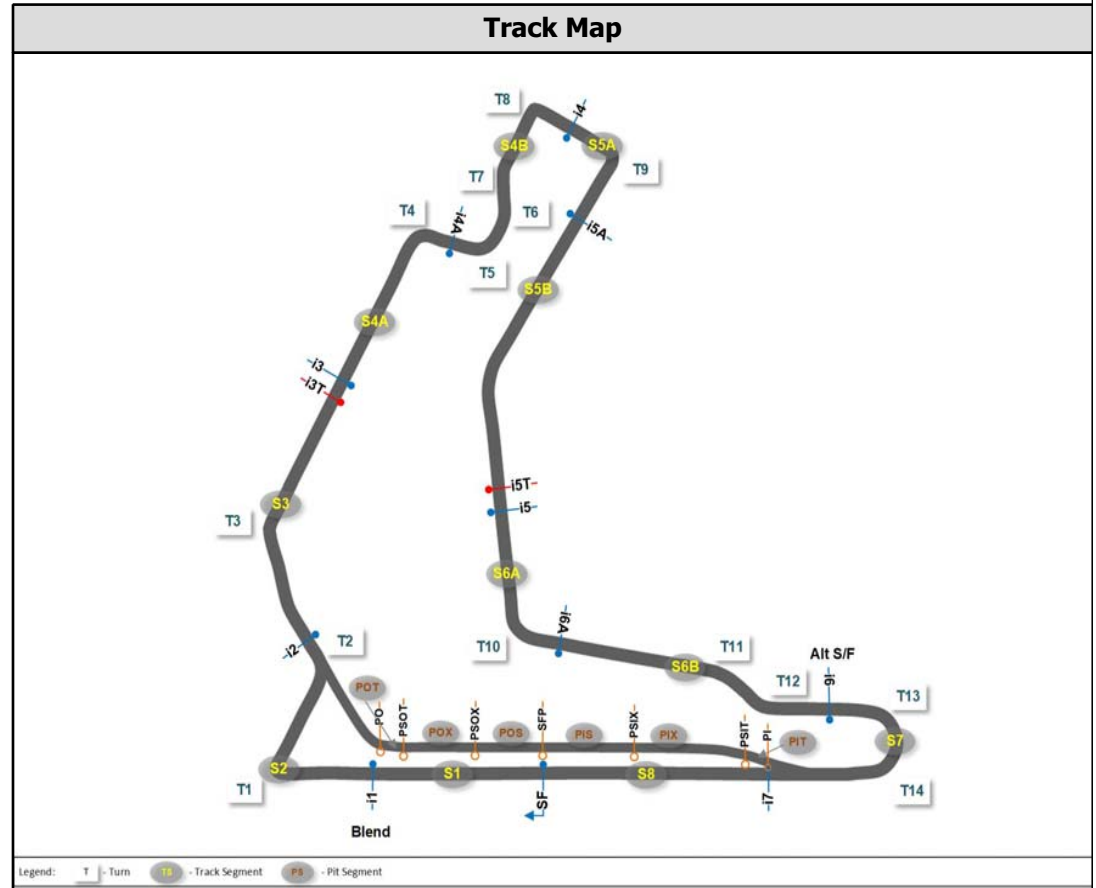 Track Map
T8
-i4-
S4B
S5A
T9
T7
T4
-i4A-
T6
-i5A-
T5
S5B
S4A
-i3
-i3T
-i5T-
-i5-
S3
T3
S6A
-i2-
T2
T10
-i6A
S6B
T11
Alt S/F
T12
-i6
T13
POT
-PO-
PSOT-
POX
PSOX-
POS
-SFP-
PIS
PSIX-
PIX
PSIT-
PI-
PIT
S7
S2
S1
S8
T1
-i1
-SF
-i7
T14
Blend
Legend: T - Turn TS - Track Segment PS - Pit Segment